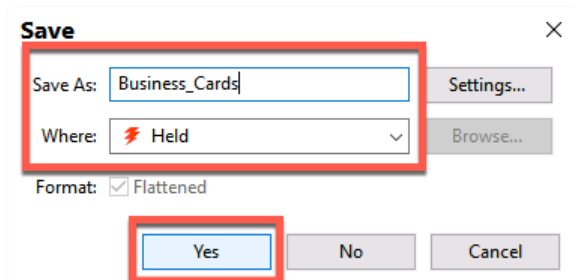 Save
Save As: Business_Cards Settings...
Where: Held Browse...
Format: Flattened
Yes No Cancel